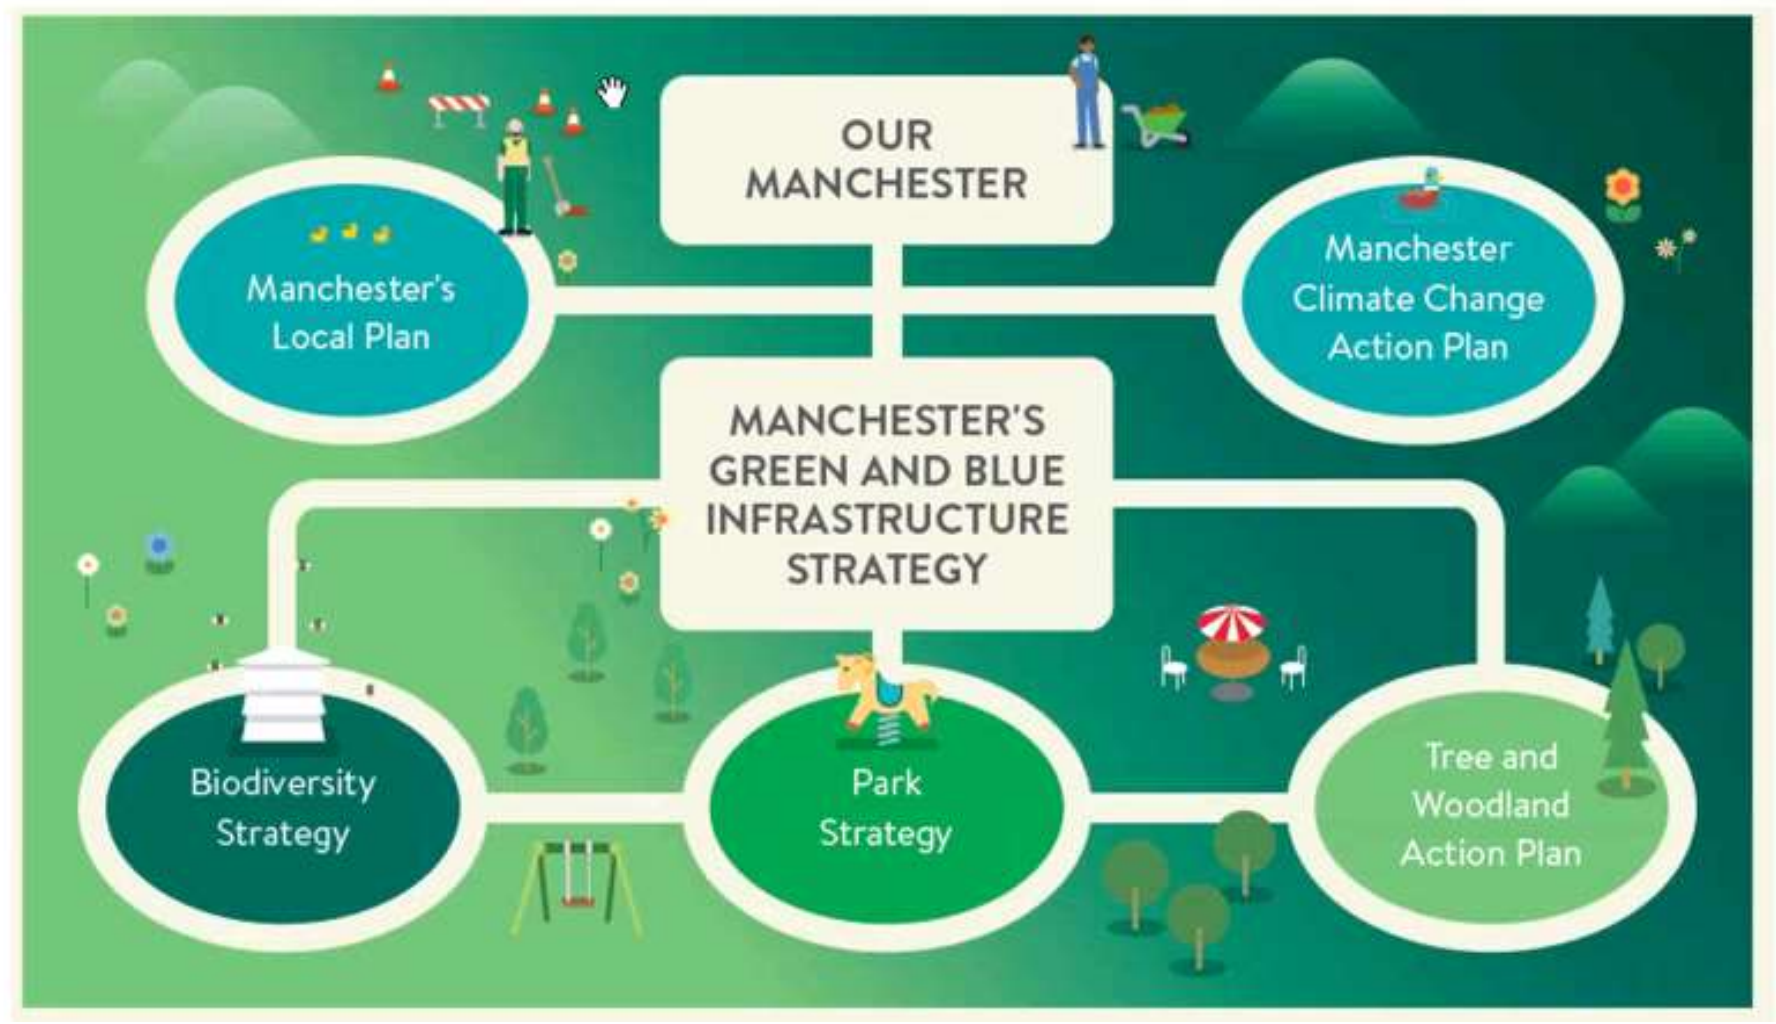 OUR
MANCHESTER
Manchester's
Local Plan
Manchester
Climate Change
Action Plan
MANCHESTER'S
GREEN AND BLUE
INFRASTRUCTURE
STRATEGY
Biodiversity
Strategy
Park
Strategy
Tree and
Woodland
Action Plan